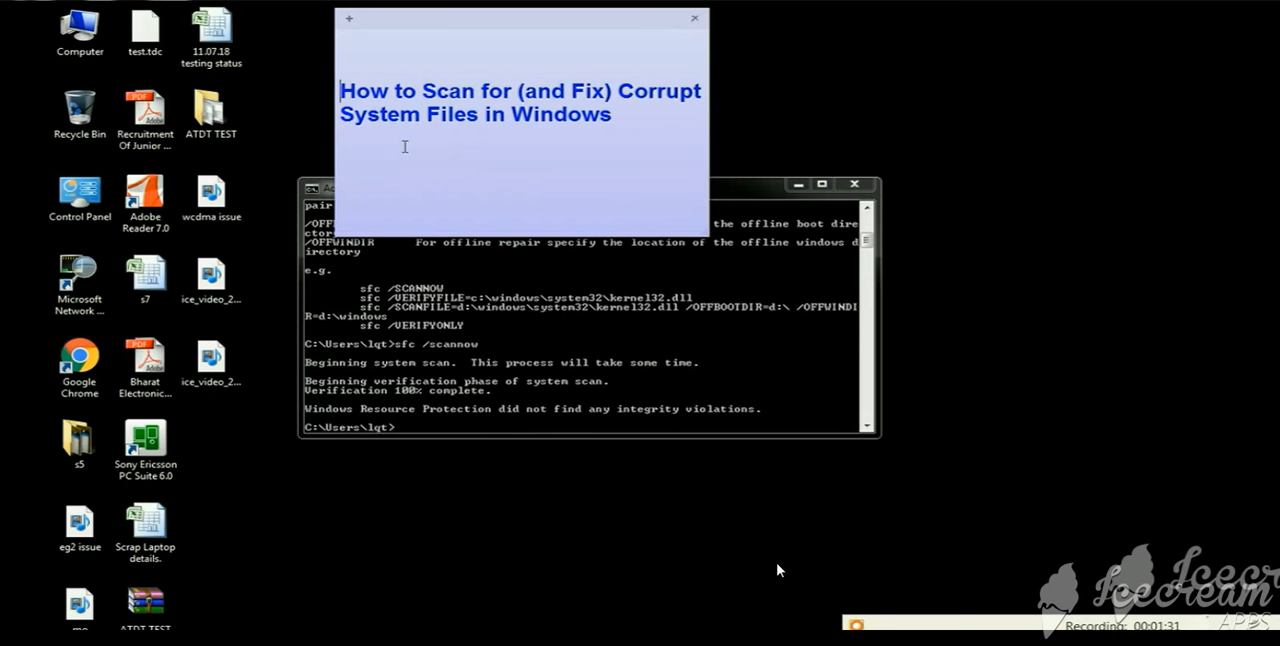 Computer
test.tdc
11.07.18
testing status
Recycle Bin
Recruitment
Of Junior ...
ATDT TEST
Control Panel
Adobe
Reader 7.0
wcdma issue
Microsoft
Network ...
s7
ice_video_2...
Google
Chrome
Bharat
Electronic...
ice_video_2...
s5
Sony Ericsson
PC Suite 6.0
eg2 issue
Scrap Laptop
details.
ATDT TEST
How to Scan for (and Fix) Corrupt
System Files in Windows
pair
the offline boot dire
/OFFWINDIR For offline repair specify the location of the offline windows d
irectory
e.g.
sfc /SCANNOW
sfc /VERIFYFILE=c:\windows\system32\kernel32.dll
sfc /SCANFILE=d:\windows\system32\kernel32.dll /OFFBOOTDIR=d:\ /OFFWINDI
R=d:\windows
sfc /VERIFYONLY
C:\Users\lqt>sfc /scannow
Beginning system scan. This process will take some time.
Beginning verification phase of system scan.
Verification 100% complete.
Windows Resource Protection did not find any integrity violations.
C:\Users\lqt>
Icecream
APPS
Recording: 00:01:31